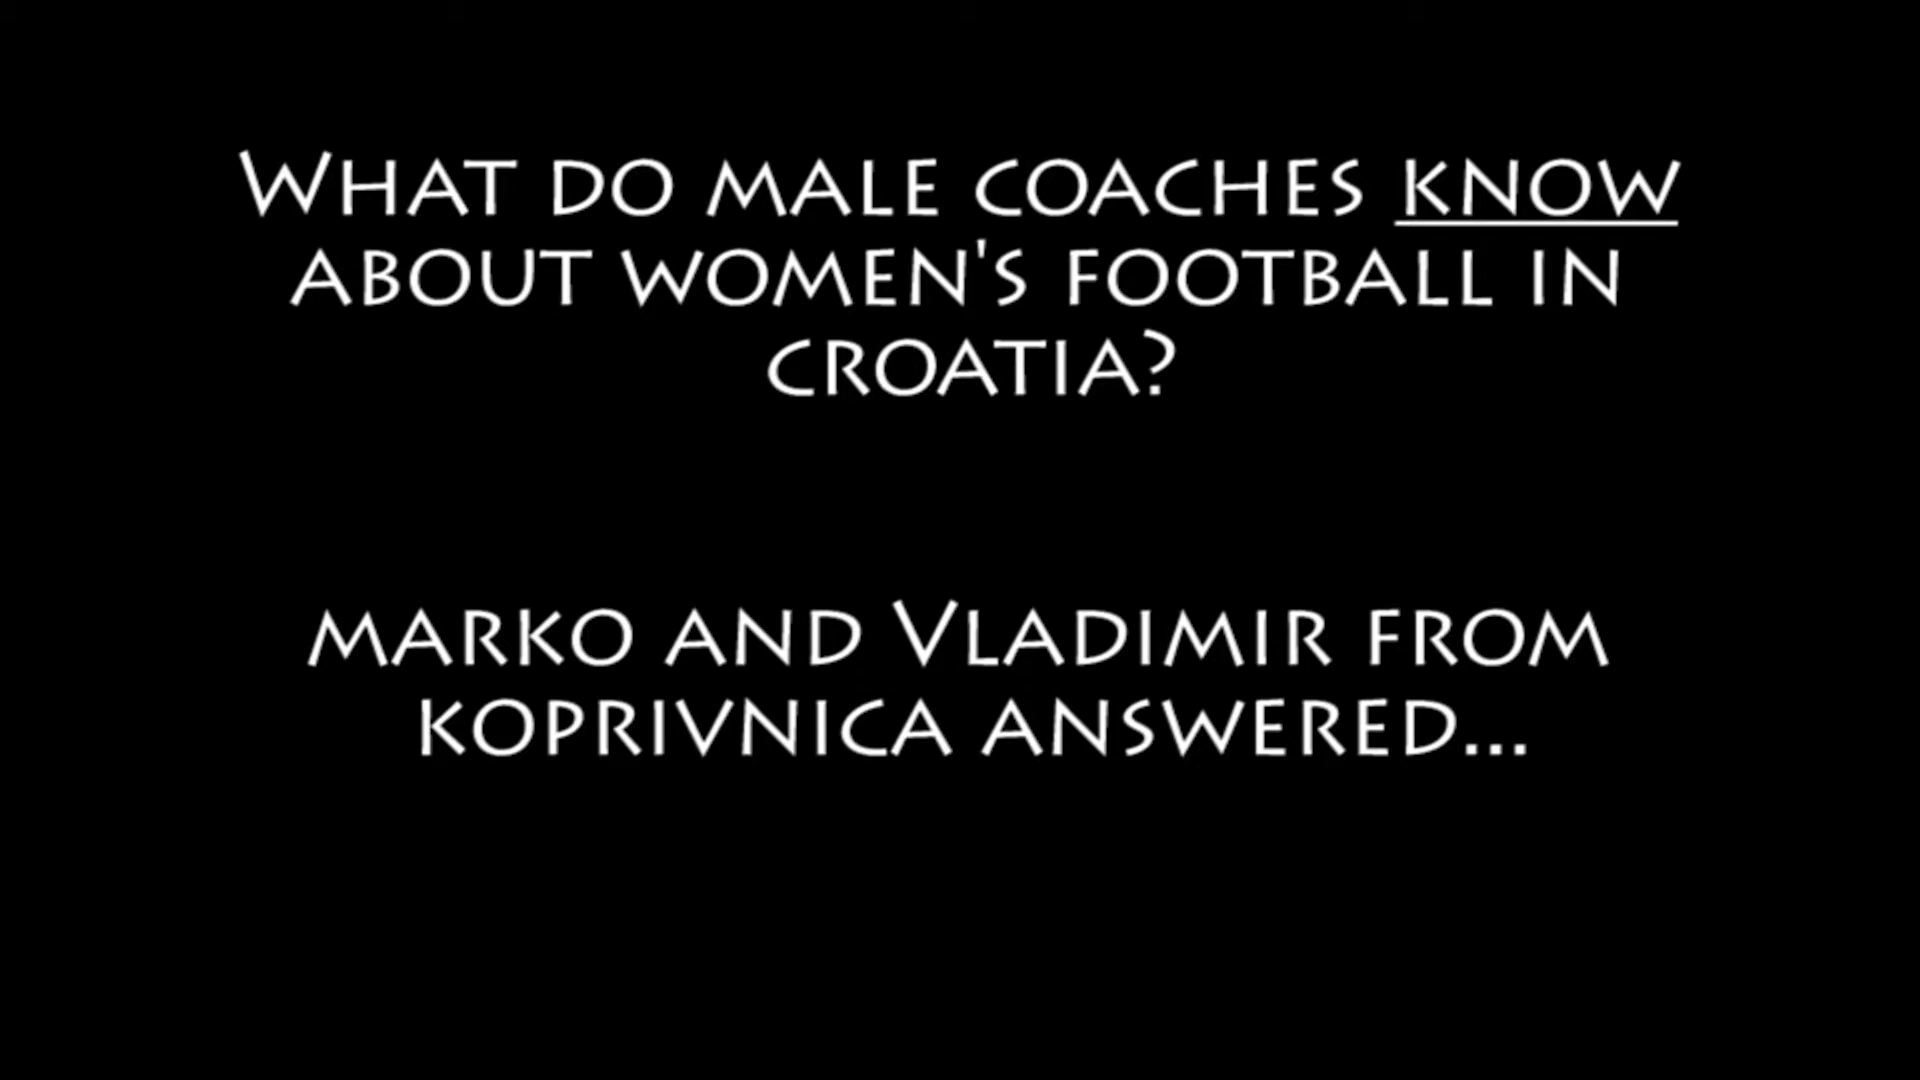 What do male coaches know
about women's football in
Croatia?
Marko and Vladimir from
Koprivnica answered...